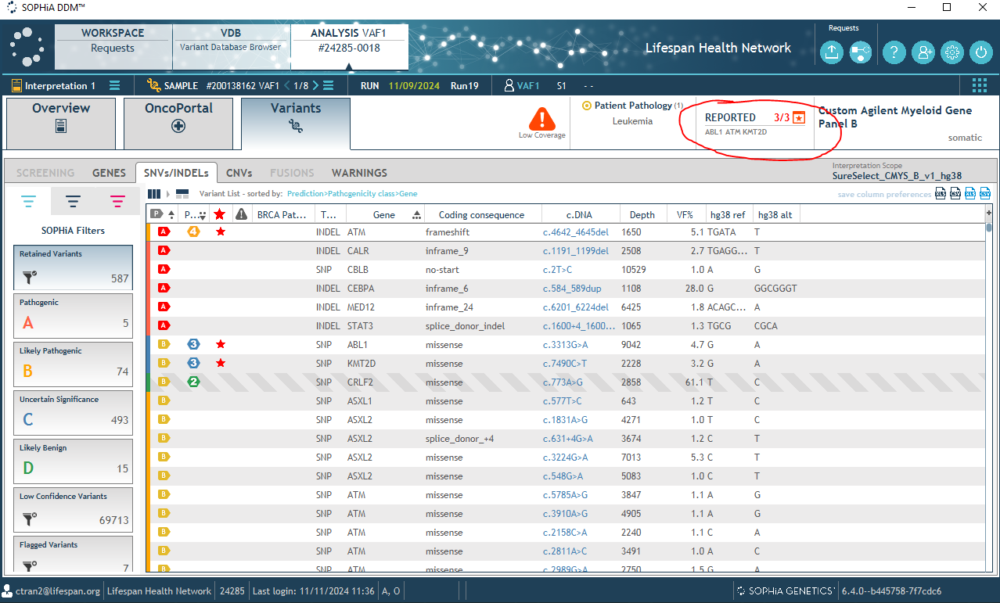 SOPHiA DDM™
WORKSPACE
Requests
VDB
Variant Database Browser
ANALYSIS VAF1
#24285-0018
Lifespan Health Network
Requests
Interpretation 1
SAMPLE #200138162 VAF1 < 1/8 >
RUN 11/09/2024 Run19
VAF1 S1 - -
Overview
OncoPortal
Variants
Low Coverage
Patient Pathology (1)
Leukemia
REPORTED 3/3
ABL1 ATM KMT2D
Custom Agilent Myeloid Gene
Panel B
somatic
SCREENING GENES SNVs/INDELs CNVs FUSIONS WARNINGS
Interpretation Scope
SureSelect_CMYS_B_v1_hg38
Variant List - sorted by: Prediction>Pathogenicity class>Gene
save column preferences XLS CSV XLS CSV
SOPHiA Filters
Retained Variants
587
Pathogenic
A 5
Likely Pathogenic
B 74
Uncertain Significance
C 493
Likely Benign
D 15
Low Confidence Variants
69713
Flagged Variants
7
P P... BRCA Pat... T... Gene Coding consequence c.DNA Depth VF% hg38 ref hg38 alt
A 4 INDEL ATM frameshift c.4642_4645del 1650 5.1 TGATA T
A INDEL CALR inframe_9 c.1191_1199del 2508 2.7 TGAGG... T
A SNP CBLB no-start c.2T>C 10529 1.0 A G
A INDEL CEBPA inframe_6 c.584_589dup 1108 28.0 G GGCGGGT
A INDEL MED12 inframe_24 c.6201_6224del 6425 1.8 ACAGC... A
A INDEL STAT3 splice_donor_indel c.1600+4_1600... 1065 1.3 TGCG CGCA
B 3 SNP ABL1 missense c.3313G>A 9042 4.7 G A
B 3 SNP KMT2D missense c.7490C>T 2228 3.2 G A
B 2 SNP CRLF2 missense c.773A>G 2858 61.1 T C
B SNP ASXL1 missense c.577T>C 643 1.2 T C
B SNP ASXL2 missense c.1831A>G 4271 1.0 T C
B SNP ASXL2 splice_donor_+4 c.631+4G>A 3674 1.2 C T
B SNP ASXL2 missense c.3224G>A 7013 5.3 C T
B SNP ASXL2 missense c.548G>A 5083 1.0 C T
B SNP ATM missense c.5785A>G 3847 1.1 A G
B SNP ATM missense c.3910A>G 4905 1.1 A G
B SNP ATM missense c.2158C>A 2240 1.1 C A
B SNP ATM missense c.2811A>C 3491 1.0 A C
B SNP ATM missense c.2989G>A 2750 1.5 G A
ctran2@lifespan.org Lifespan Health Network 24285 Last login: 11/11/2024 11:36 A, O
SOPHiA GENETICS 6.4.0--b445758-7f7cdc6